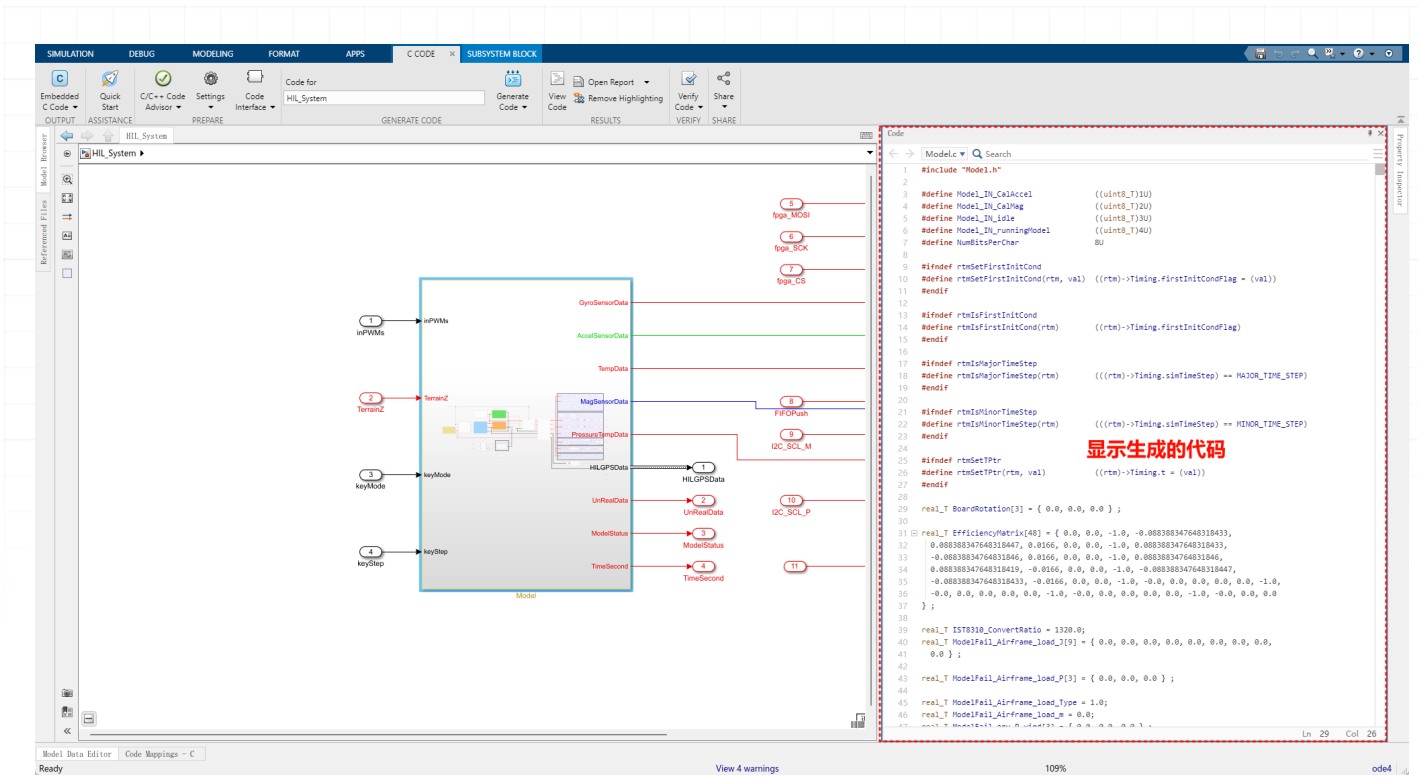 SIMULATION DEBUG MODELING FORMAT APPS C CODE × SUBSYSTEM BLOCK
Embedded C Code
Quick Start
C/C++ Code Advisor
Settings
Code Interface
Code for
HIL_System
Generate Code
View Code
Open Report
Remove Highlighting
Verify Code
Share
OUTPUT ASSISTANCE PREPARE GENERATE CODE RESULTS VERIFY SHARE
Model Browser
Referenced Files
HIL_System
HIL_System
5
fpga_MOSI
6
fpga_SCK
7
fpga_CS
1
inPWMs
2
TerrainZ
3
keyMode
4
keyStep
inPWMs
TerrainZ
keyMode
keyStep
GyroSensorData
AccelSensorData
TempData
MagSensorData
PressureTempData
HILGPSData
UnRealData
ModelStatus
TimeSecond
Model
8
FIFOPush
9
I2C_SCL_M
1
HILGPSData
2
UnRealData
10
I2C_SCL_P
3
ModelStatus
4
TimeSecond
11
Code
Property Inspector
Model.c Search
1 #include "Model.h"
2
3 #define Model_IN_CalAccel ((uint8_T)1U)
4 #define Model_IN_CalMag ((uint8_T)2U)
5 #define Model_IN_idle ((uint8_T)3U)
6 #define Model_IN_runningModel ((uint8_T)4U)
7 #define NumBitsPerChar 8U
8
9 #ifndef rtmSetFirstInitCond
10 #define rtmSetFirstInitCond(rtm, val) ((rtm)->Timing.firstInitCondFlag = (val))
11 #endif
12
13 #ifndef rtmIsFirstInitCond
14 #define rtmIsFirstInitCond(rtm) ((rtm)->Timing.firstInitCondFlag)
15 #endif
16
17 #ifndef rtmIsMajorTimeStep
18 #define rtmIsMajorTimeStep(rtm) (((rtm)->Timing.simTimeStep) == MAJOR_TIME_STEP)
19 #endif
20
21 #ifndef rtmIsMinorTimeStep
22 #define rtmIsMinorTimeStep(rtm) (((rtm)->Timing.simTimeStep) == MINOR_TIME_STEP)
23 #endif
24
显示生成的代码
25 #ifndef rtmSetTPtr
26 #define rtmSetTPtr(rtm, val) ((rtm)->Timing.t = (val))
27 #endif
28
29 real_T BoardRotation[3] = { 0.0, 0.0, 0.0 } ;
30
31 real_T EfficiencyMatrix[48] = { 0.0, 0.0, -1.0, -0.088388347648318433,
32 0.088388347648318447, 0.0166, 0.0, 0.0, -1.0, 0.088388347648318433,
33 -0.08838834764831846, 0.0166, 0.0, 0.0, -1.0, 0.08838834764831846,
34 0.088388347648318419, -0.0166, 0.0, 0.0, -1.0, -0.088388347648318447,
35 -0.088388347648318433, -0.0166, 0.0, 0.0, -1.0, -0.0, 0.0, 0.0, 0.0, 0.0, -1.0,
36 -0.0, 0.0, 0.0, 0.0, 0.0, -1.0, -0.0, 0.0, 0.0, 0.0, 0.0, -1.0, -0.0, 0.0, 0.0
37 } ;
38
39 real_T IST8310_ConvertRatio = 1320.0;
40 real_T ModelFail_Airframe_load_J[9] = { 0.0, 0.0, 0.0, 0.0, 0.0, 0.0, 0.0, 0.0,
41 0.0 } ;
42
43 real_T ModelFail_Airframe_load_P[3] = { 0.0, 0.0, 0.0 } ;
44
45 real_T ModelFail_Airframe_load_Type = 1.0;
46 real_T ModelFail_Airframe_load_m = 0.0;
Ln 29 Col 26
Model Data Editor Code Mappings - C
Ready View 4 warnings 109% ode4